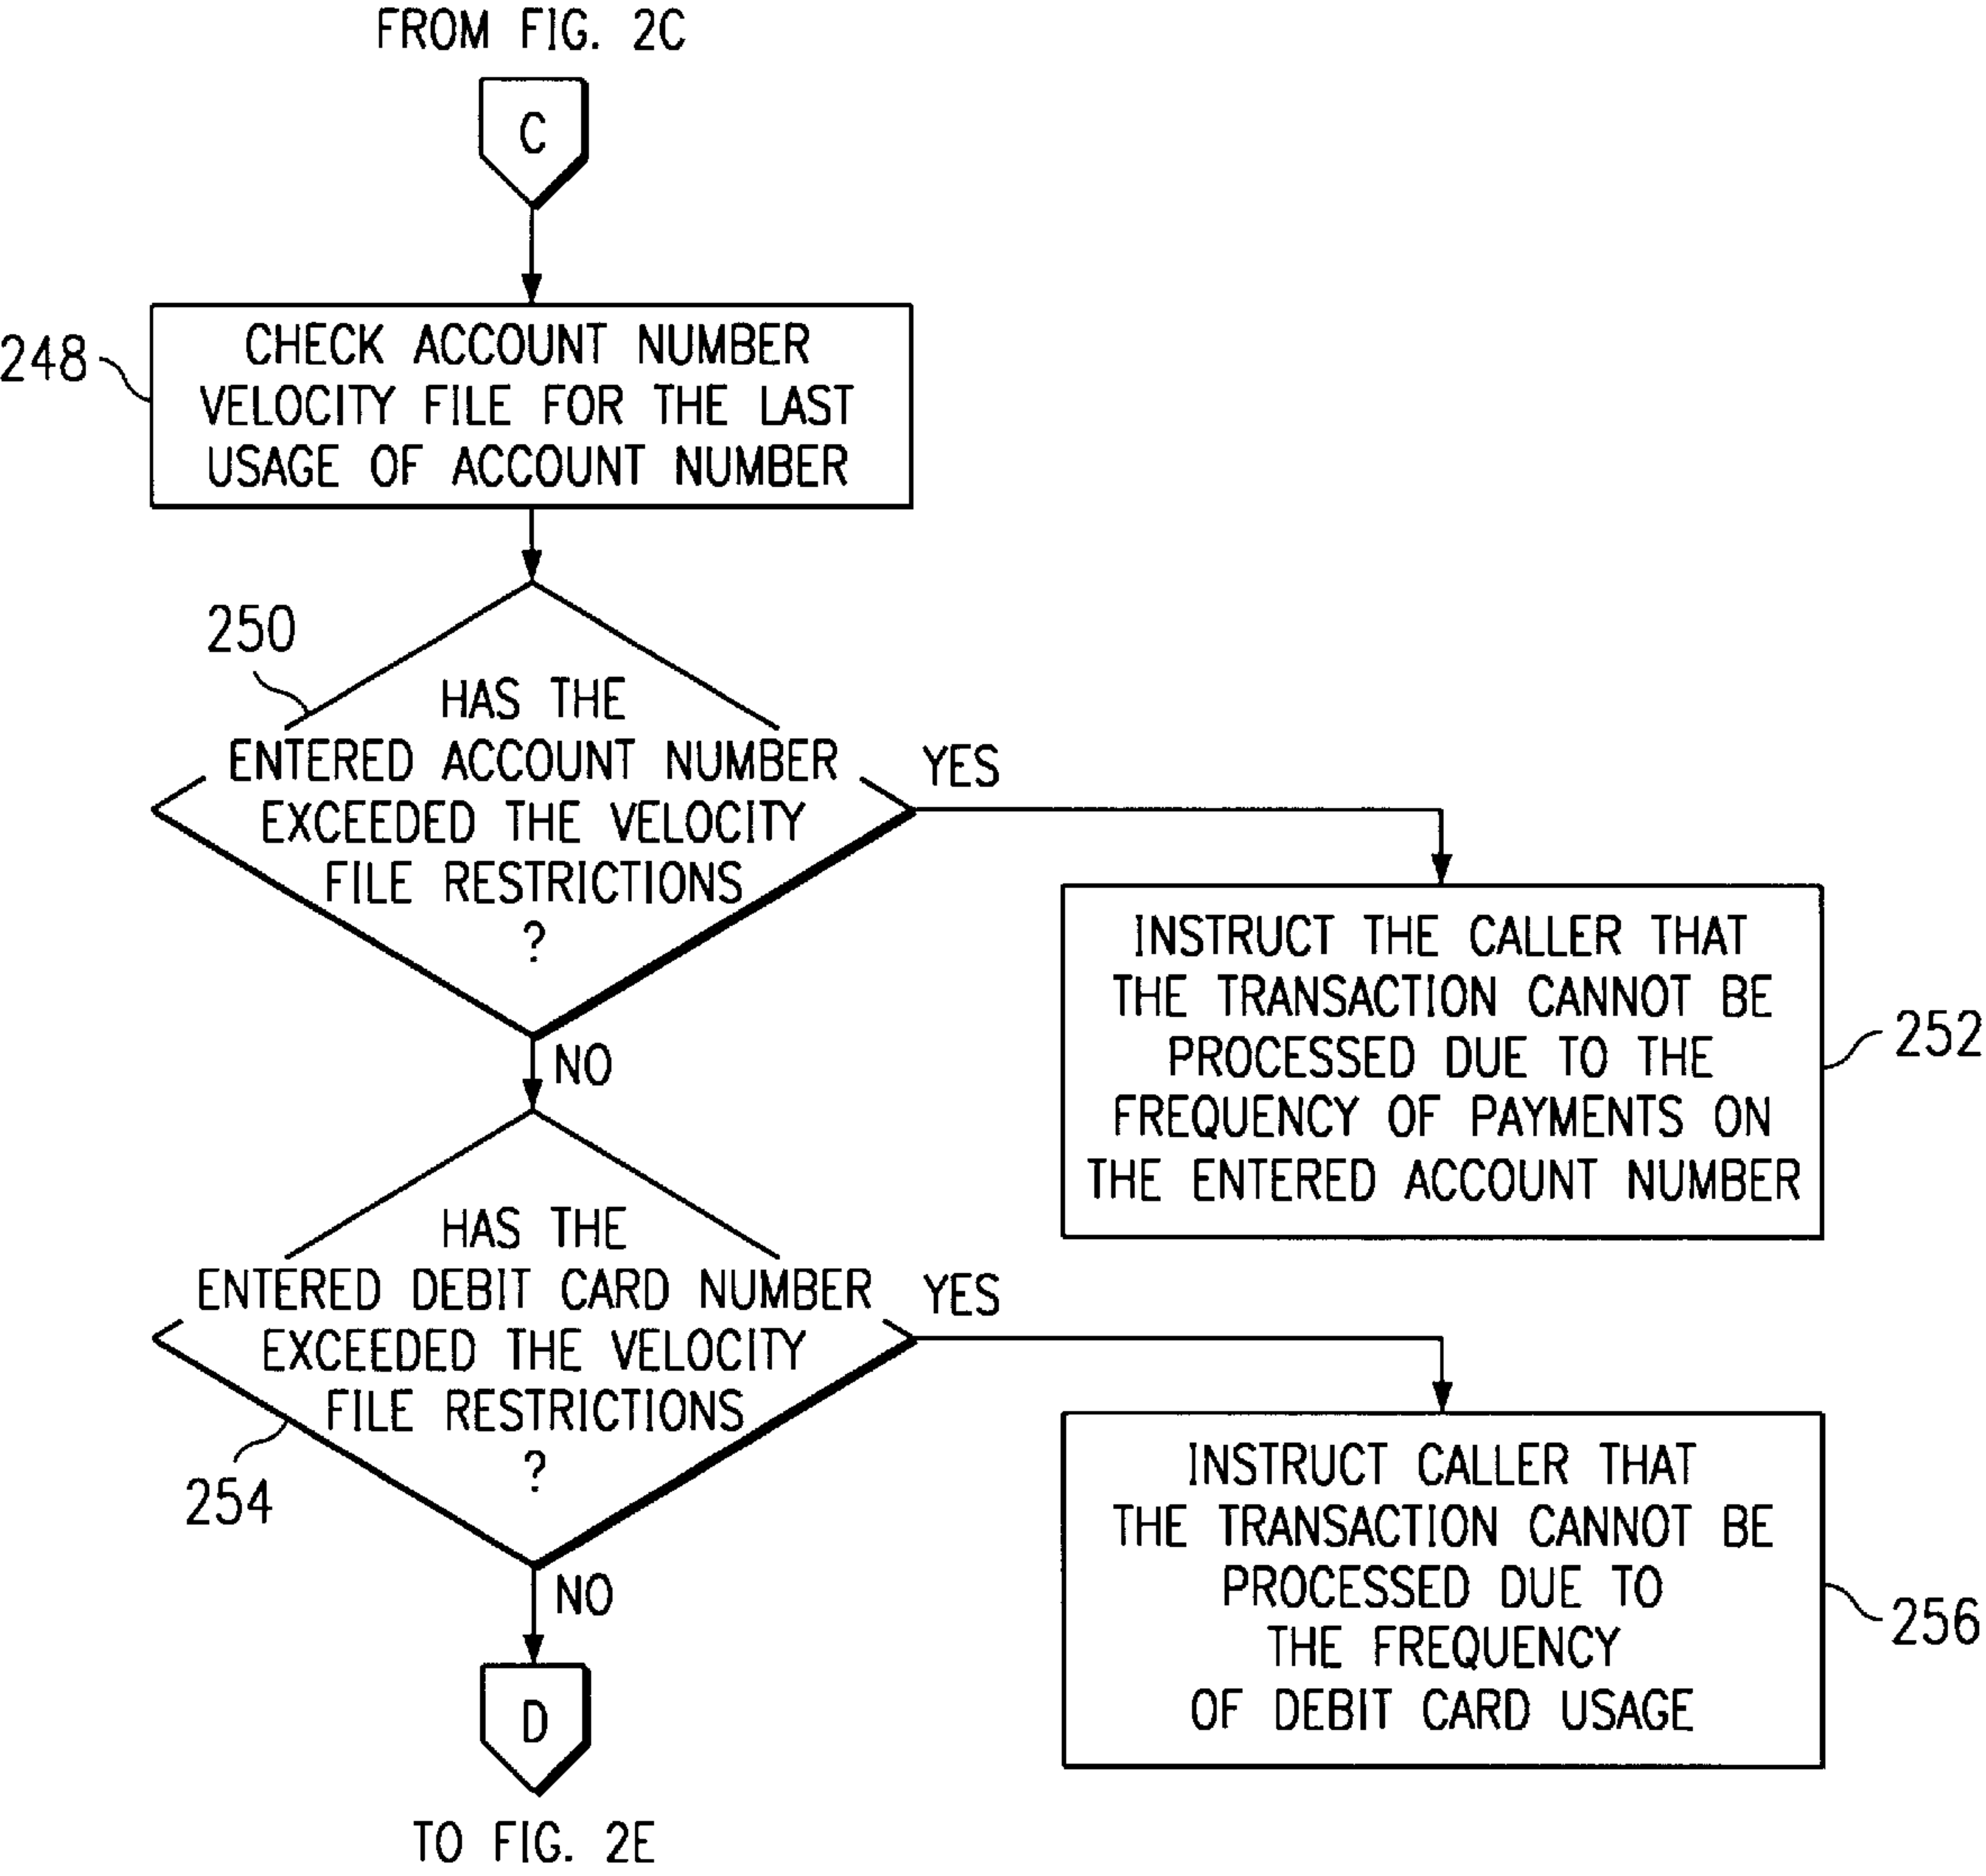 FROM FIG. 2C
C
248
CHECK ACCOUNT NUMBER
VELOCITY FILE FOR THE LAST
USAGE OF ACCOUNT NUMBER
250
HAS THE
ENTERED ACCOUNT NUMBER
EXCEEDED THE VELOCITY
FILE RESTRICTIONS
?
YES
NO
INSTRUCT THE CALLER THAT
THE TRANSACTION CANNOT BE
PROCESSED DUE TO THE
FREQUENCY OF PAYMENTS ON
THE ENTERED ACCOUNT NUMBER
252
HAS THE
ENTERED DEBIT CARD NUMBER
EXCEEDED THE VELOCITY
FILE RESTRICTIONS
?
254
YES
NO
INSTRUCT CALLER THAT
THE TRANSACTION CANNOT BE
PROCESSED DUE TO
THE FREQUENCY
OF DEBIT CARD USAGE
256
D
TO FIG. 2E